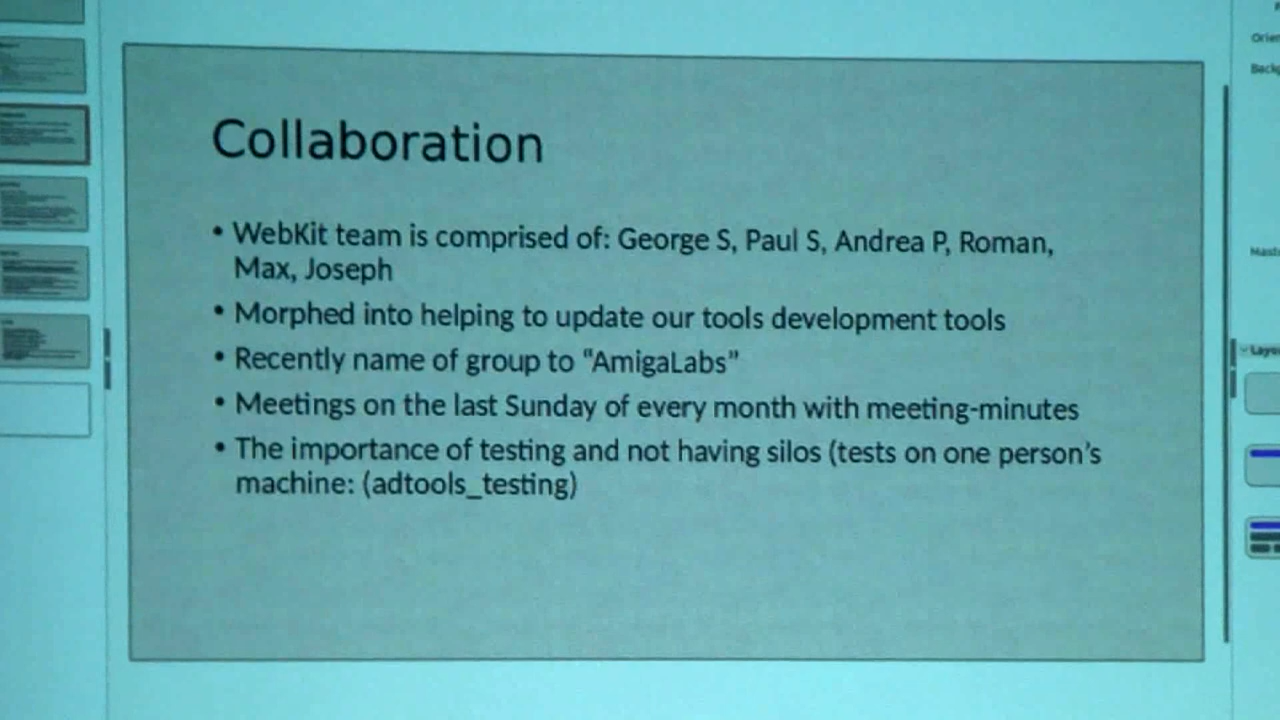 Collaboration
• WebKit team is comprised of: George S, Paul S, Andrea P, Roman,
Max, Joseph
• Morphed into helping to update our tools development tools
• Recently name of group to "AmigaLabs”
• Meetings on the last Sunday of every month with meeting-minutes
• The importance of testing and not having silos (tests on one person’s
machine: (adtools_testing)